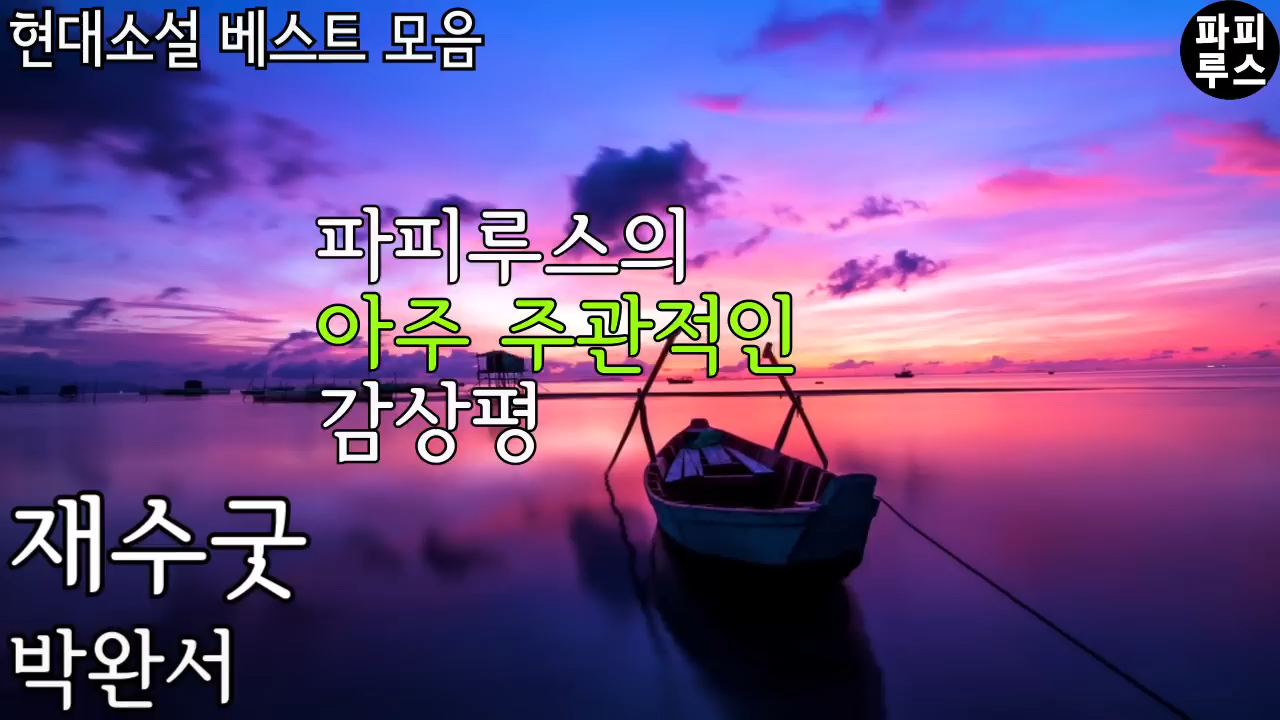 현대소설 베스트 모음
파피
루스
파피루스의
아주 주관적인
감상평
재수굿
박완서